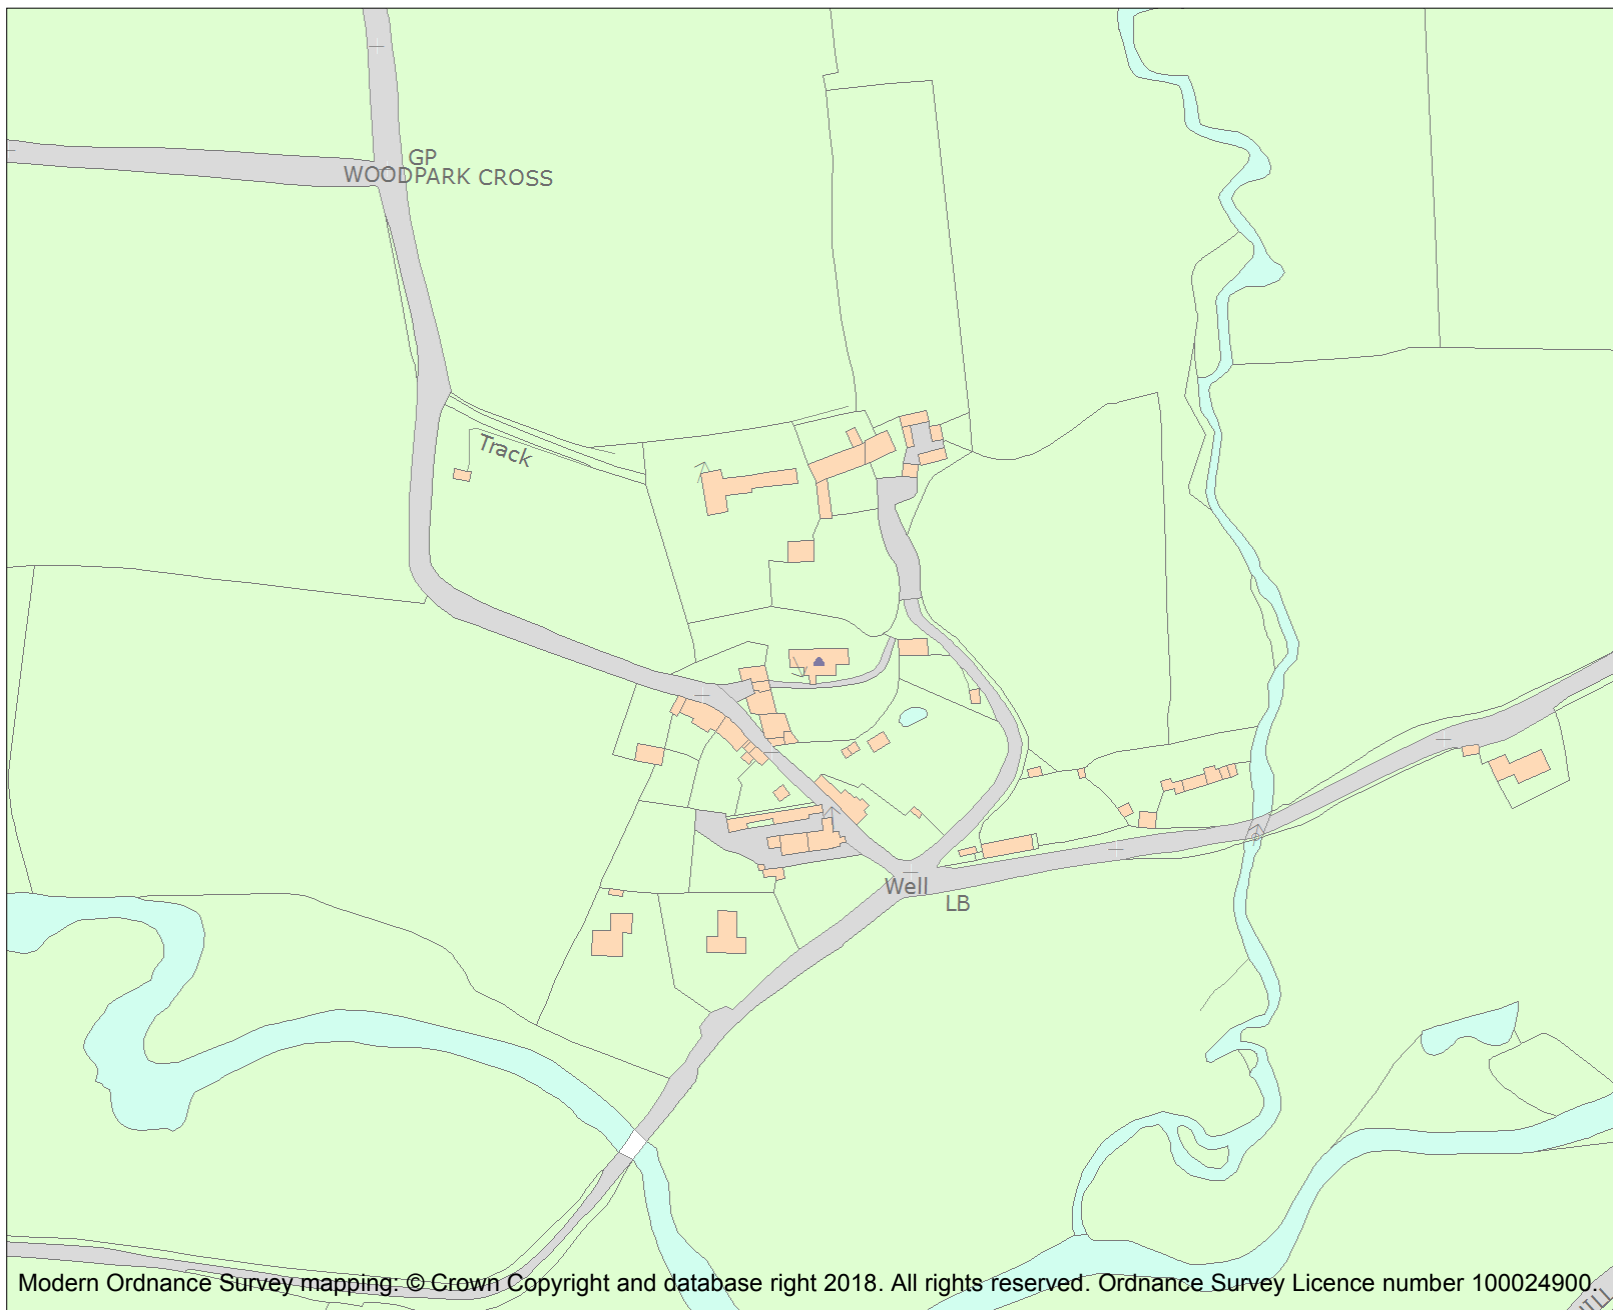 GP
WOODPARK CROSS
Track
Well
LB
Modern Ordnance Survey mapping: © Crown Copyright and database right 2018. All rights reserved. Ordnance Survey Licence number 100024900.